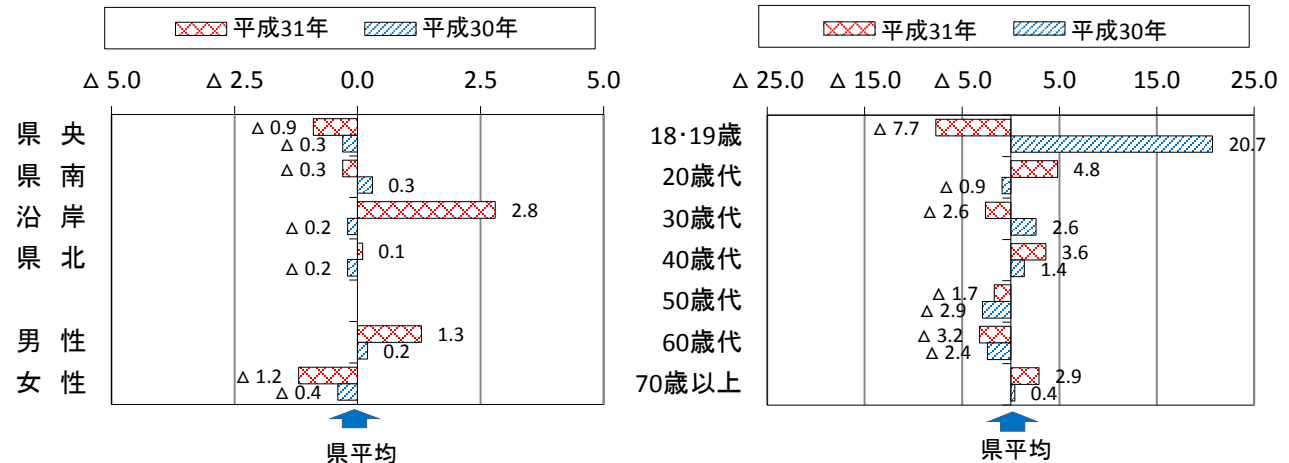 平成31年 平成30年
△ 5.0 △ 2.5 0.0 2.5 5.0
県 央 △ 0.9
△ 0.3
県 南 △ 0.3
0.3
沿 岸 2.8
△ 0.2
県 北 0.1
△ 0.2
男 性 1.3
0.2
女 性 △ 1.2
△ 0.4
県平均
平成31年 平成30年
△ 25.0 △ 15.0 △ 5.0 5.0 15.0 25.0
18･19歳 △ 7.7
20.7
20歳代 4.8
△ 0.9
30歳代 △ 2.6
2.6
40歳代 3.6
1.4
50歳代 △ 1.7
△ 2.9
60歳代 △ 3.2
△ 2.4
70歳以上 2.9
0.4
県平均